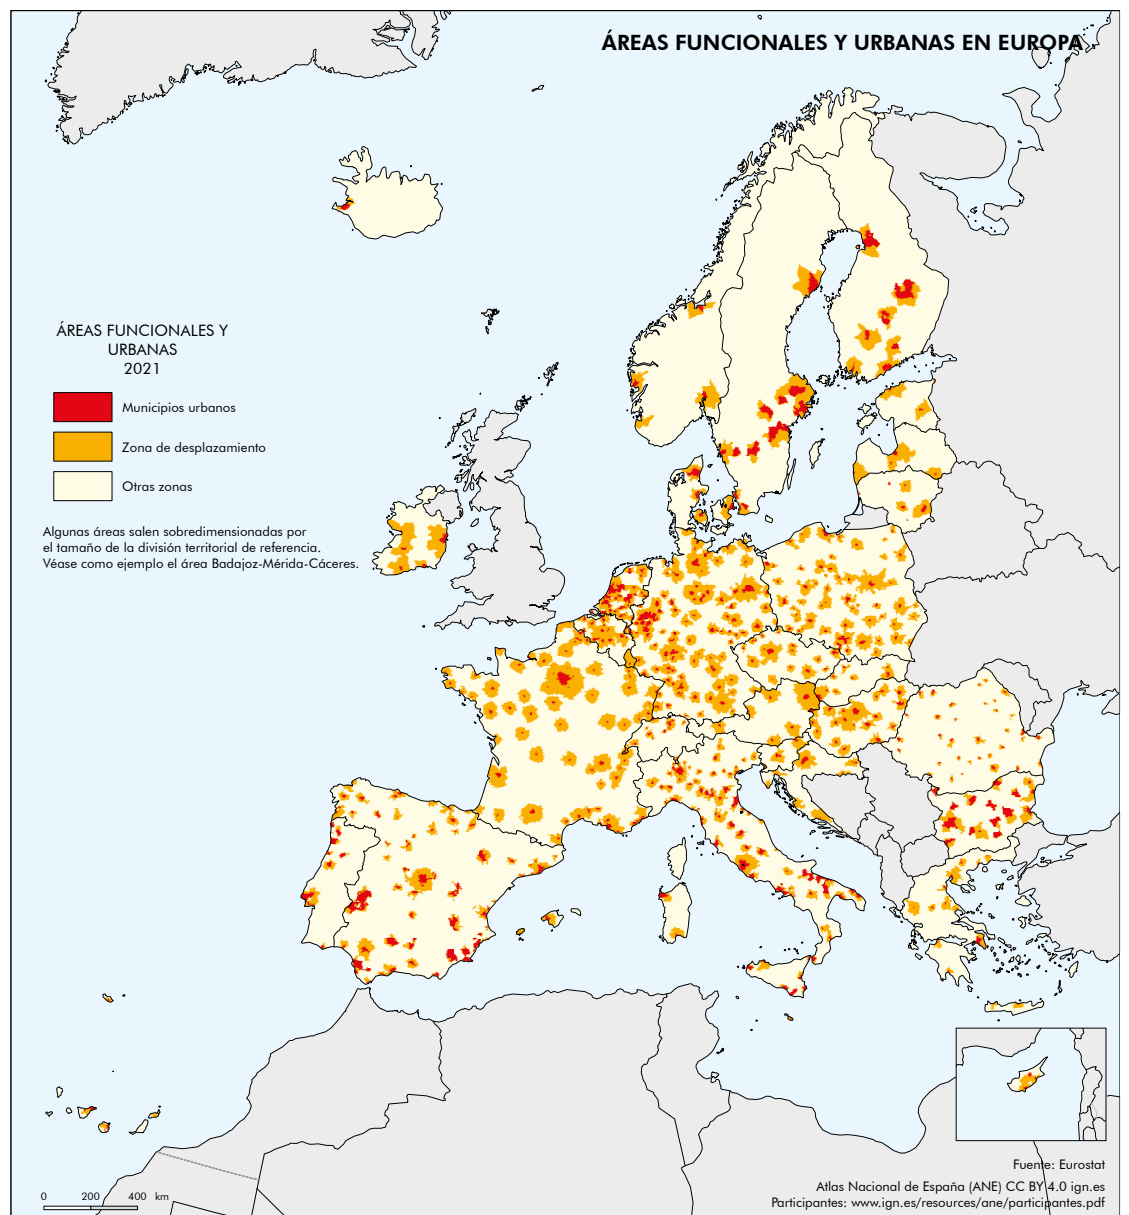 ÁREAS FUNCIONALES Y URBANAS EN EUROPA
ÁREAS FUNCIONALES Y
URBANAS
2021
Municipios urbanos
Zona de desplazamiento
Otras zonas
Algunas áreas salen sobredimensionadas por
el tamaño de la división territorial de referencia.
Véase como ejemplo el área Badajoz-Mérida-Cáceres.
Fuente: Eurostat
Atlas Nacional de España (ANE) CC BY 4.0 ign.es
Participantes: www.ign.es/resources/ane/participantes.pdf
0 200 400 km